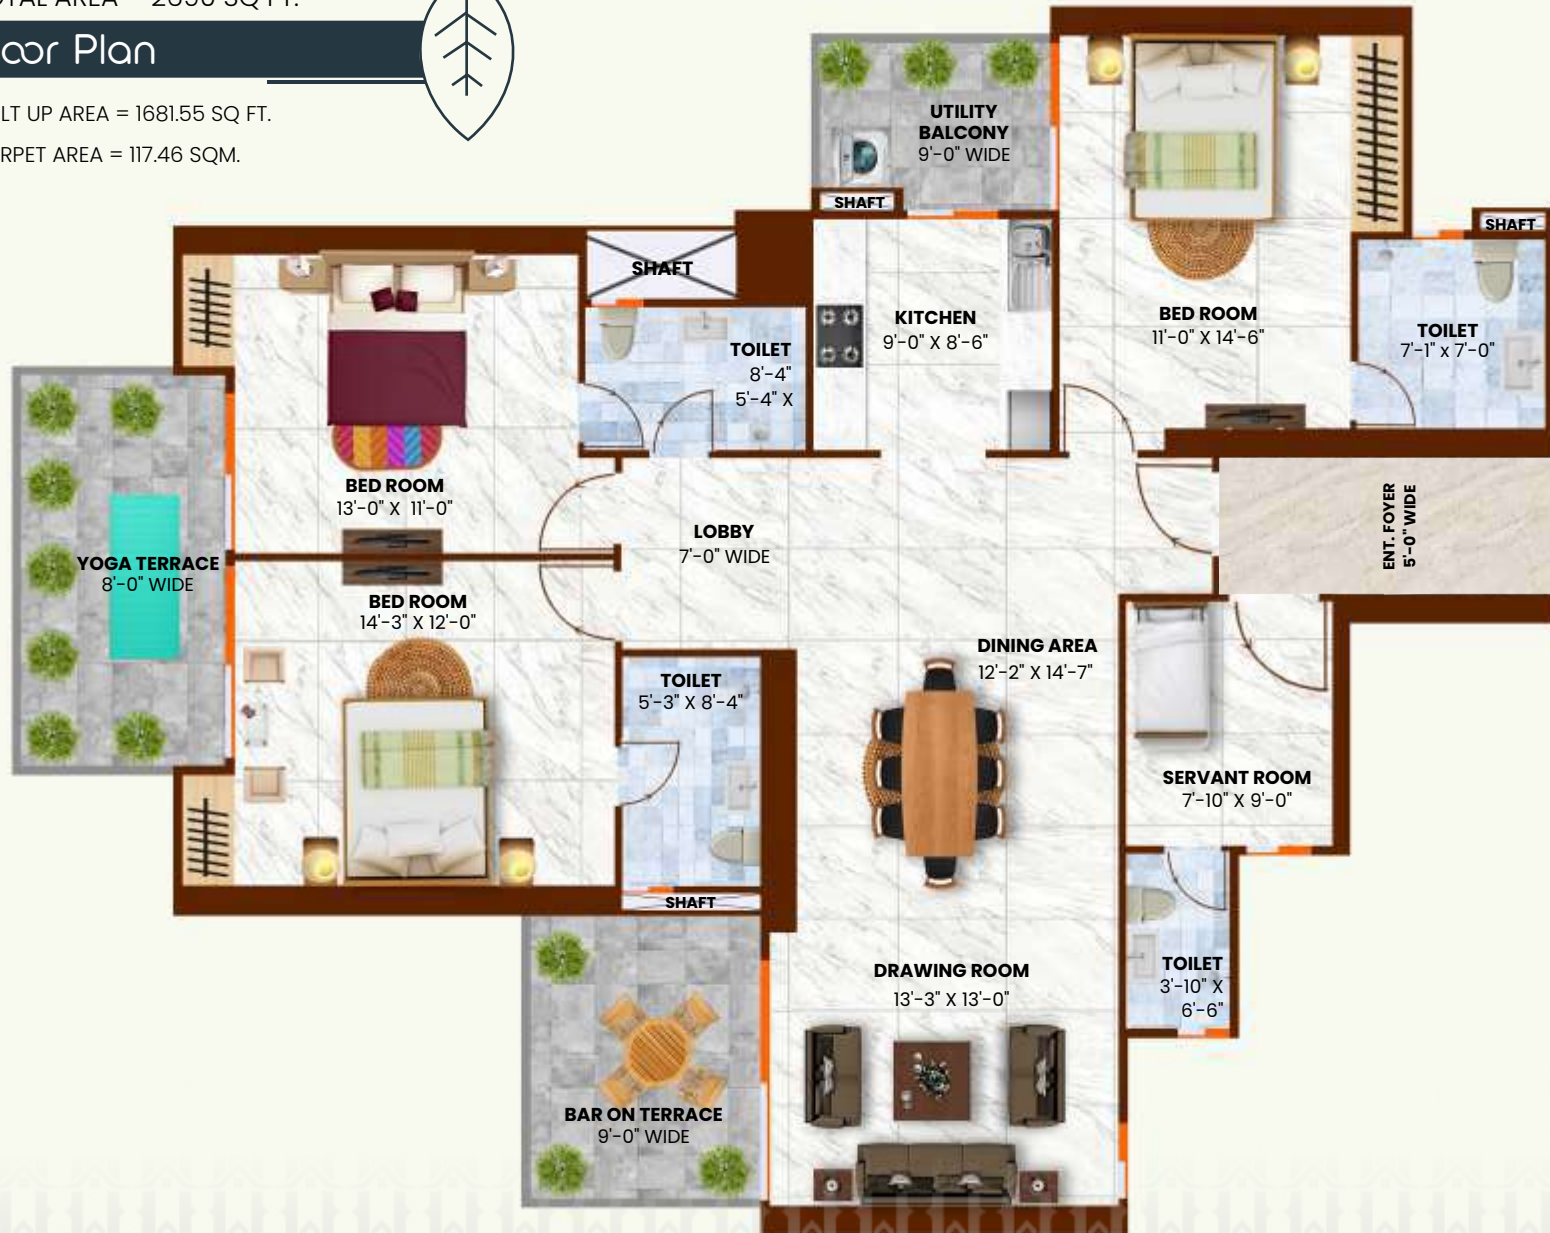 TAL AREA = 2890 SQ FT.
oor Plan
LT UP AREA = 1681.55 SQ FT.
RPET AREA = 117.46 SQM.
UTILITY
BALCONY
9'-0" WIDE
SHAFT
SHAFT
SHAFT
KITCHEN
9'-0" X 8'-6"
BED ROOM
11'-0" X 14'-6"
TOILET
7'-1" x 7'-0"
TOILET
8'-4"
5'-4" X
BED ROOM
13'-0" X 11'-0"
LOBBY
7'-0" WIDE
ENT. FOYER
5'-0" WIDE
YOGA TERRACE
8'-0" WIDE
BED ROOM
14'-3" X 12'-0"
DINING AREA
12'-2" X 14'-7"
TOILET
5'-3" X 8'-4"
SERVANT ROOM
7'-10" X 9'-0"
SHAFT
DRAWING ROOM
13'-3" X 13'-0"
TOILET
3'-10" X
6'-6"
BAR ON TERRACE
9'-0" WIDE